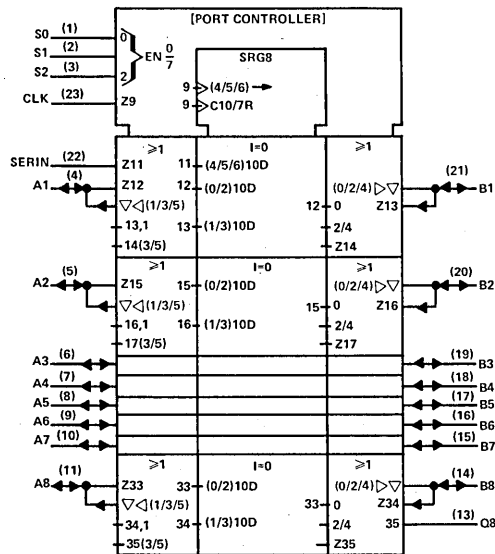 [PORT CONTROLLER]
S0 (1) 0
S1 (2) EN 0/7
S2 (3) 2
CLK (23) Z9
SRG8
9 (4/5/6)
9 C10/7R
≥1 I=0 ≥1
SERIN (22) Z11 11 (4/5/6)10D
A1 (4) Z12 12 (0/2)10D (0/2/4) ▷▽ (21) B1
▽◁(1/3/5) 12 0 Z13
13,1 13 (1/3)10D 2/4
14(3/5) Z14
≥1 I=0 ≥1
A2 (5) Z15 15 (0/2)10D (0/2/4) ▷▽ (20) B2
▽◁(1/3/5) 15 0 Z16
16,1 16 (1/3)10D 2/4
17(3/5) Z17
A3 (6) (19) B3
A4 (7) (18) B4
A5 (8) (17) B5
A6 (9) (16) B6
A7 (10) (15) B7
≥1 I=0 ≥1
A8 (11) Z33 33 (0/2)10D (0/2/4) ▷▽ (14) B8
▽◁(1/3/5) 33 0 Z34
34,1 34 (1/3)10D 2/4 35 (13) Q8
35(3/5) Z35